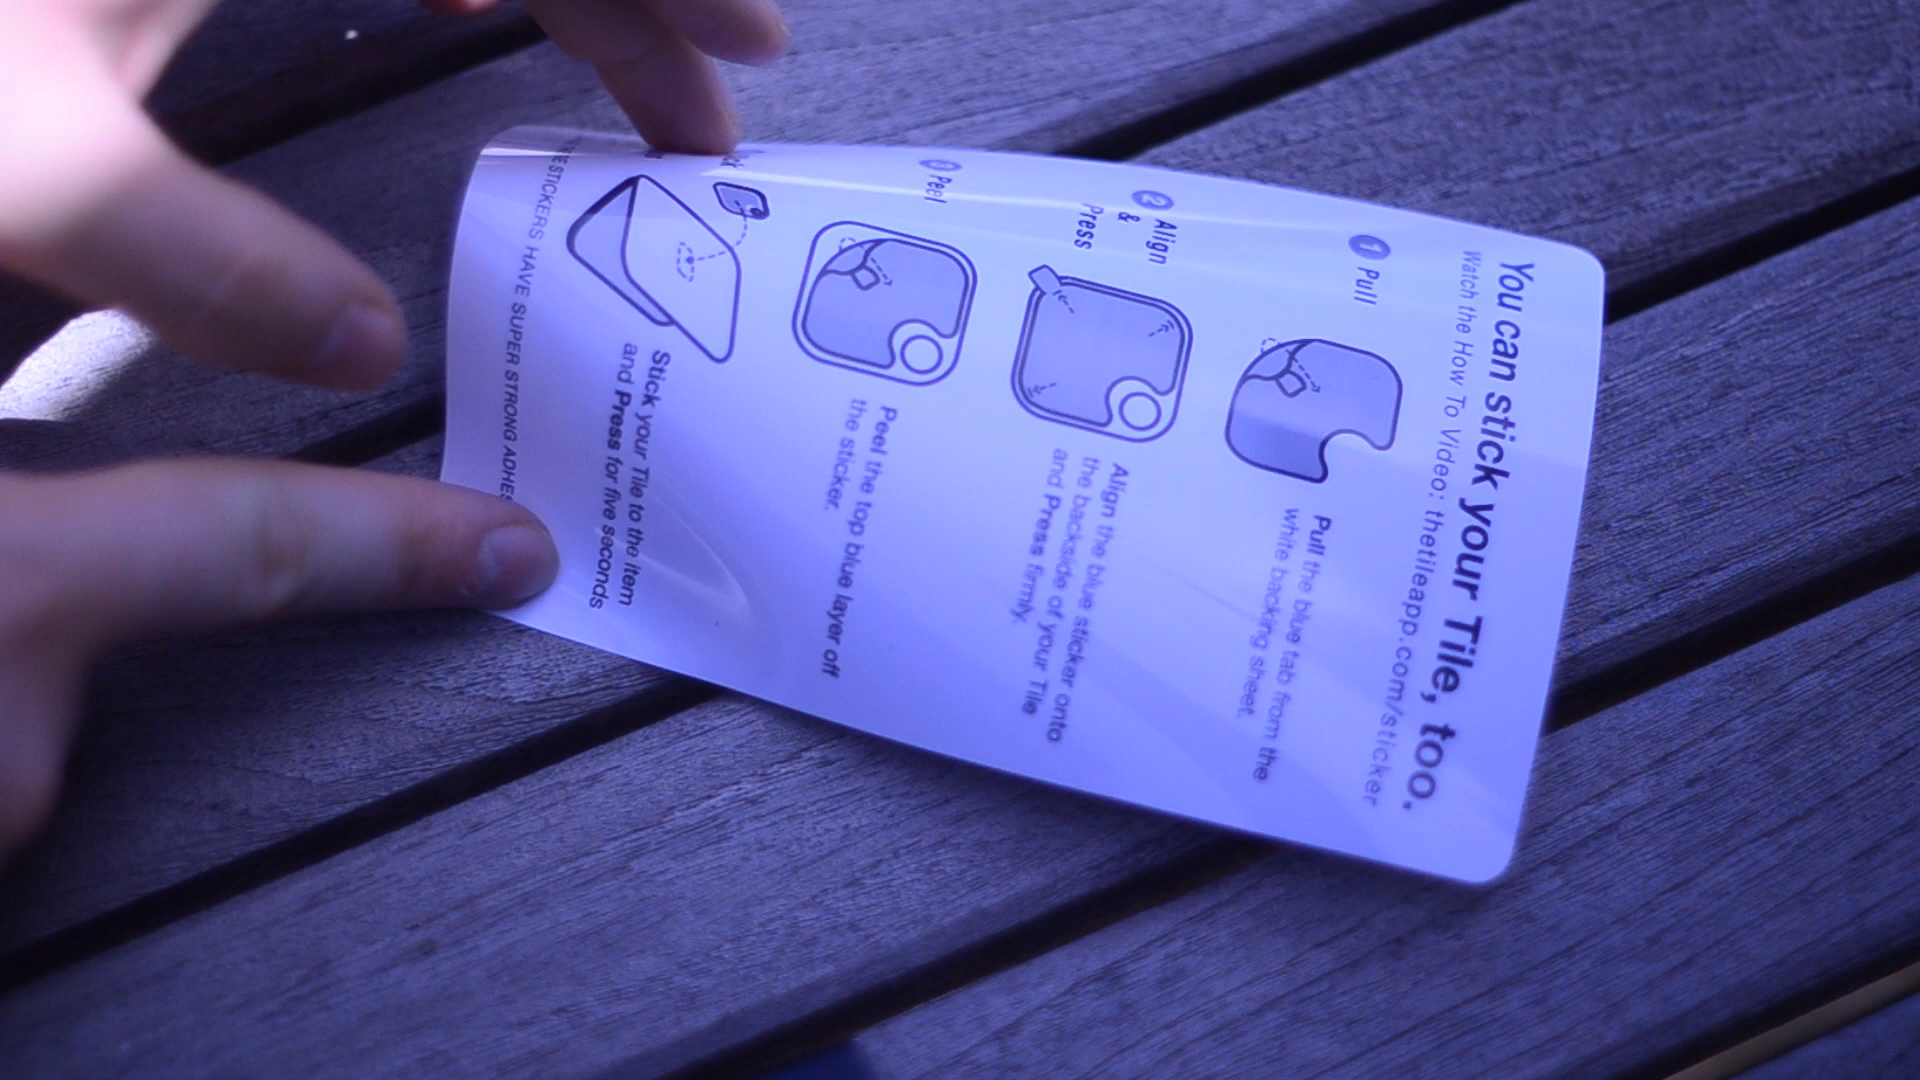 You can stick your Tile, too.
Watch the How To Video: thetileapp.com/sticker
1 Pull
Pull the blue tab from the
white backing sheet.
2 Align
&
Press
Align the blue sticker onto
the backside of your Tile
and Press firmly.
3 Peel
Peel the top blue layer off
the sticker.
Stick your Tile to the item
and Press for five seconds
STICKERS HAVE SUPER STRONG